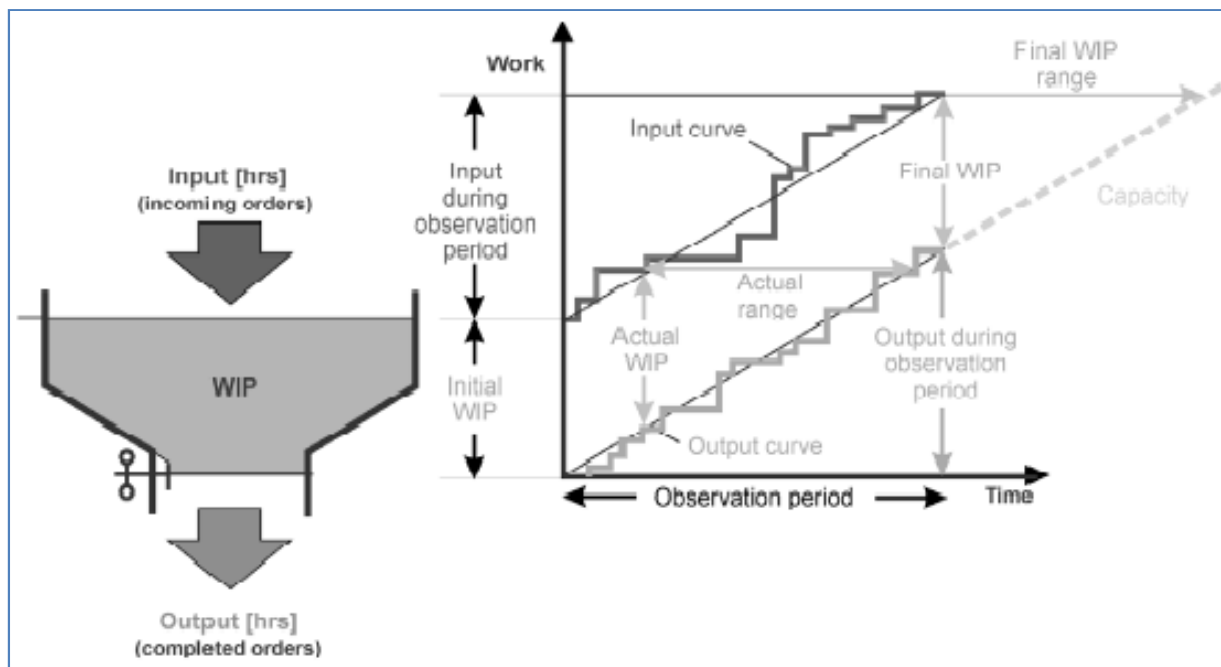 Input [hrs]
(incoming orders)
WIP
Output [hrs]
(completed orders)
Work
Input
during
observation
period
Initial
WIP
Input curve
Final WIP
range
Final WIP
Capacity
Actual
range
Actual
WIP
Output during
observation
period
Output curve
Observation period
Time